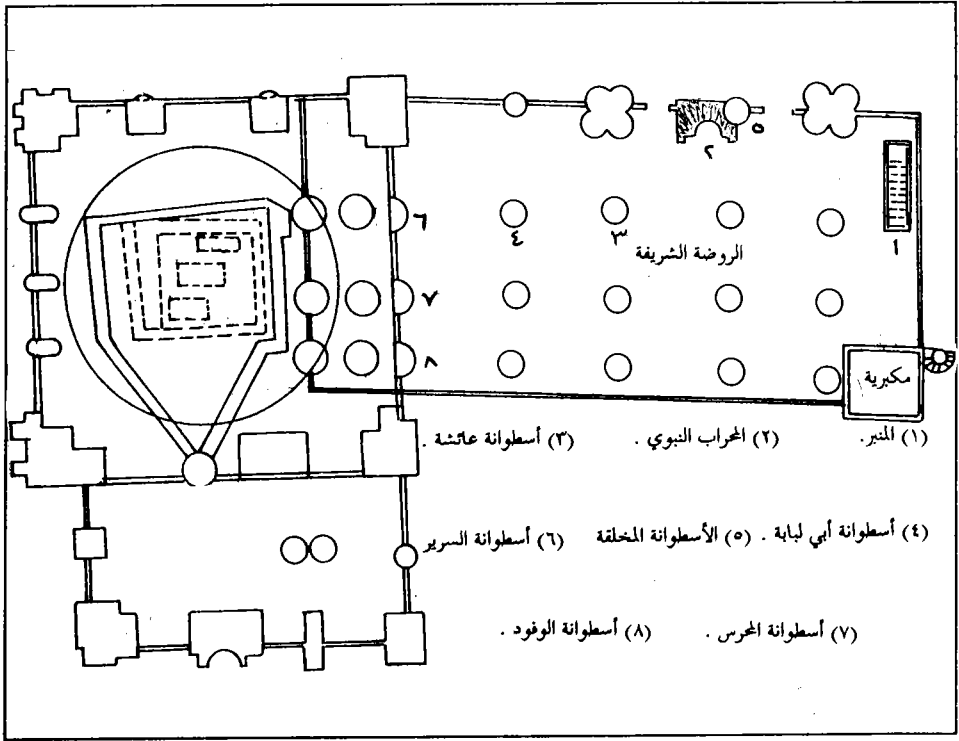 ٥
٢
١
٦
٤
٣
الروضة الشريفة
٧
٨
مكبرية
(١) المنبر.
(٢) المحراب النبوي .
(٣) أسطوانة عائشة .
(٤) أسطوانة أبي لبابة .
(٥) الأسطوانة المخلقة
(٦) أسطوانة السرير
(٧) أسطوانة المحرس .
(٨) أسطوانة الوفود .